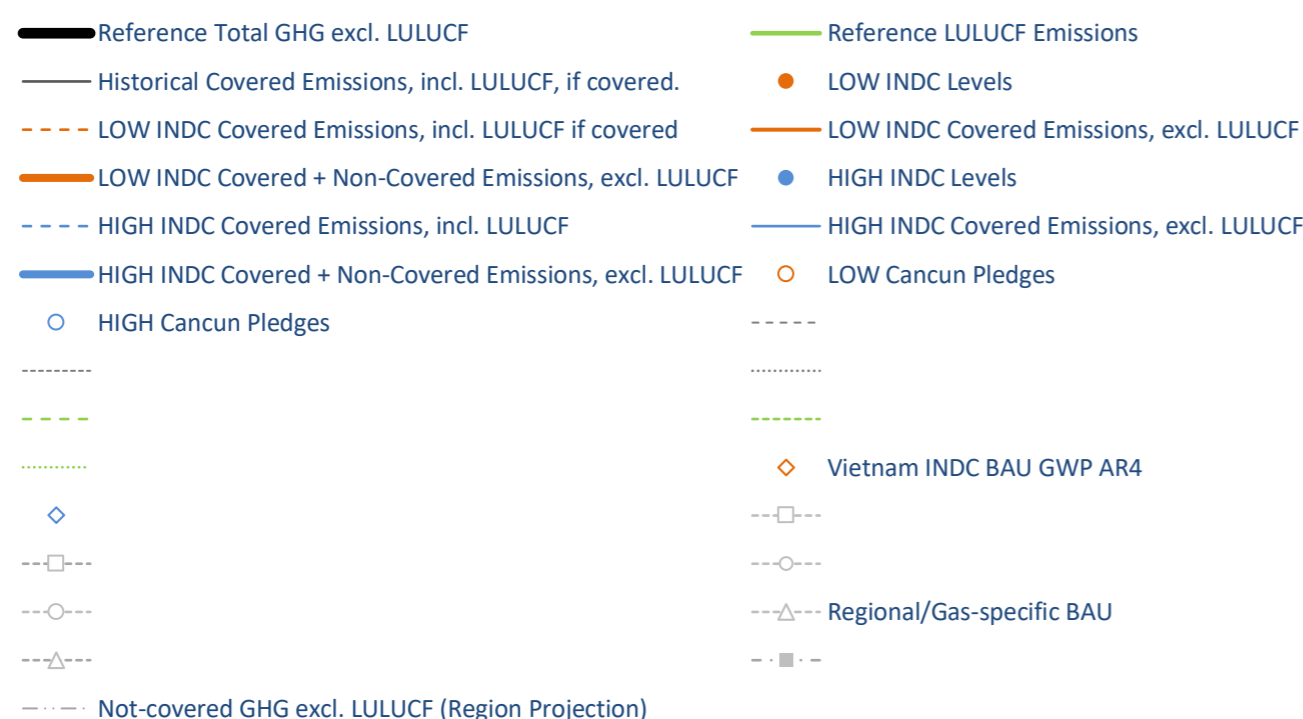 Reference Total GHG excl. LULUCF
Reference LULUCF Emissions
Historical Covered Emissions, incl. LULUCF, if covered.
LOW INDC Levels
LOW INDC Covered Emissions, incl. LULUCF if covered
LOW INDC Covered Emissions, excl. LULUCF
LOW INDC Covered + Non-Covered Emissions, excl. LULUCF
HIGH INDC Levels
HIGH INDC Covered Emissions, incl. LULUCF
HIGH INDC Covered Emissions, excl. LULUCF
HIGH INDC Covered + Non-Covered Emissions, excl. LULUCF
LOW Cancun Pledges
HIGH Cancun Pledges
Vietnam INDC BAU GWP AR4
Regional/Gas-specific BAU
Not-covered GHG excl. LULUCF (Region Projection)